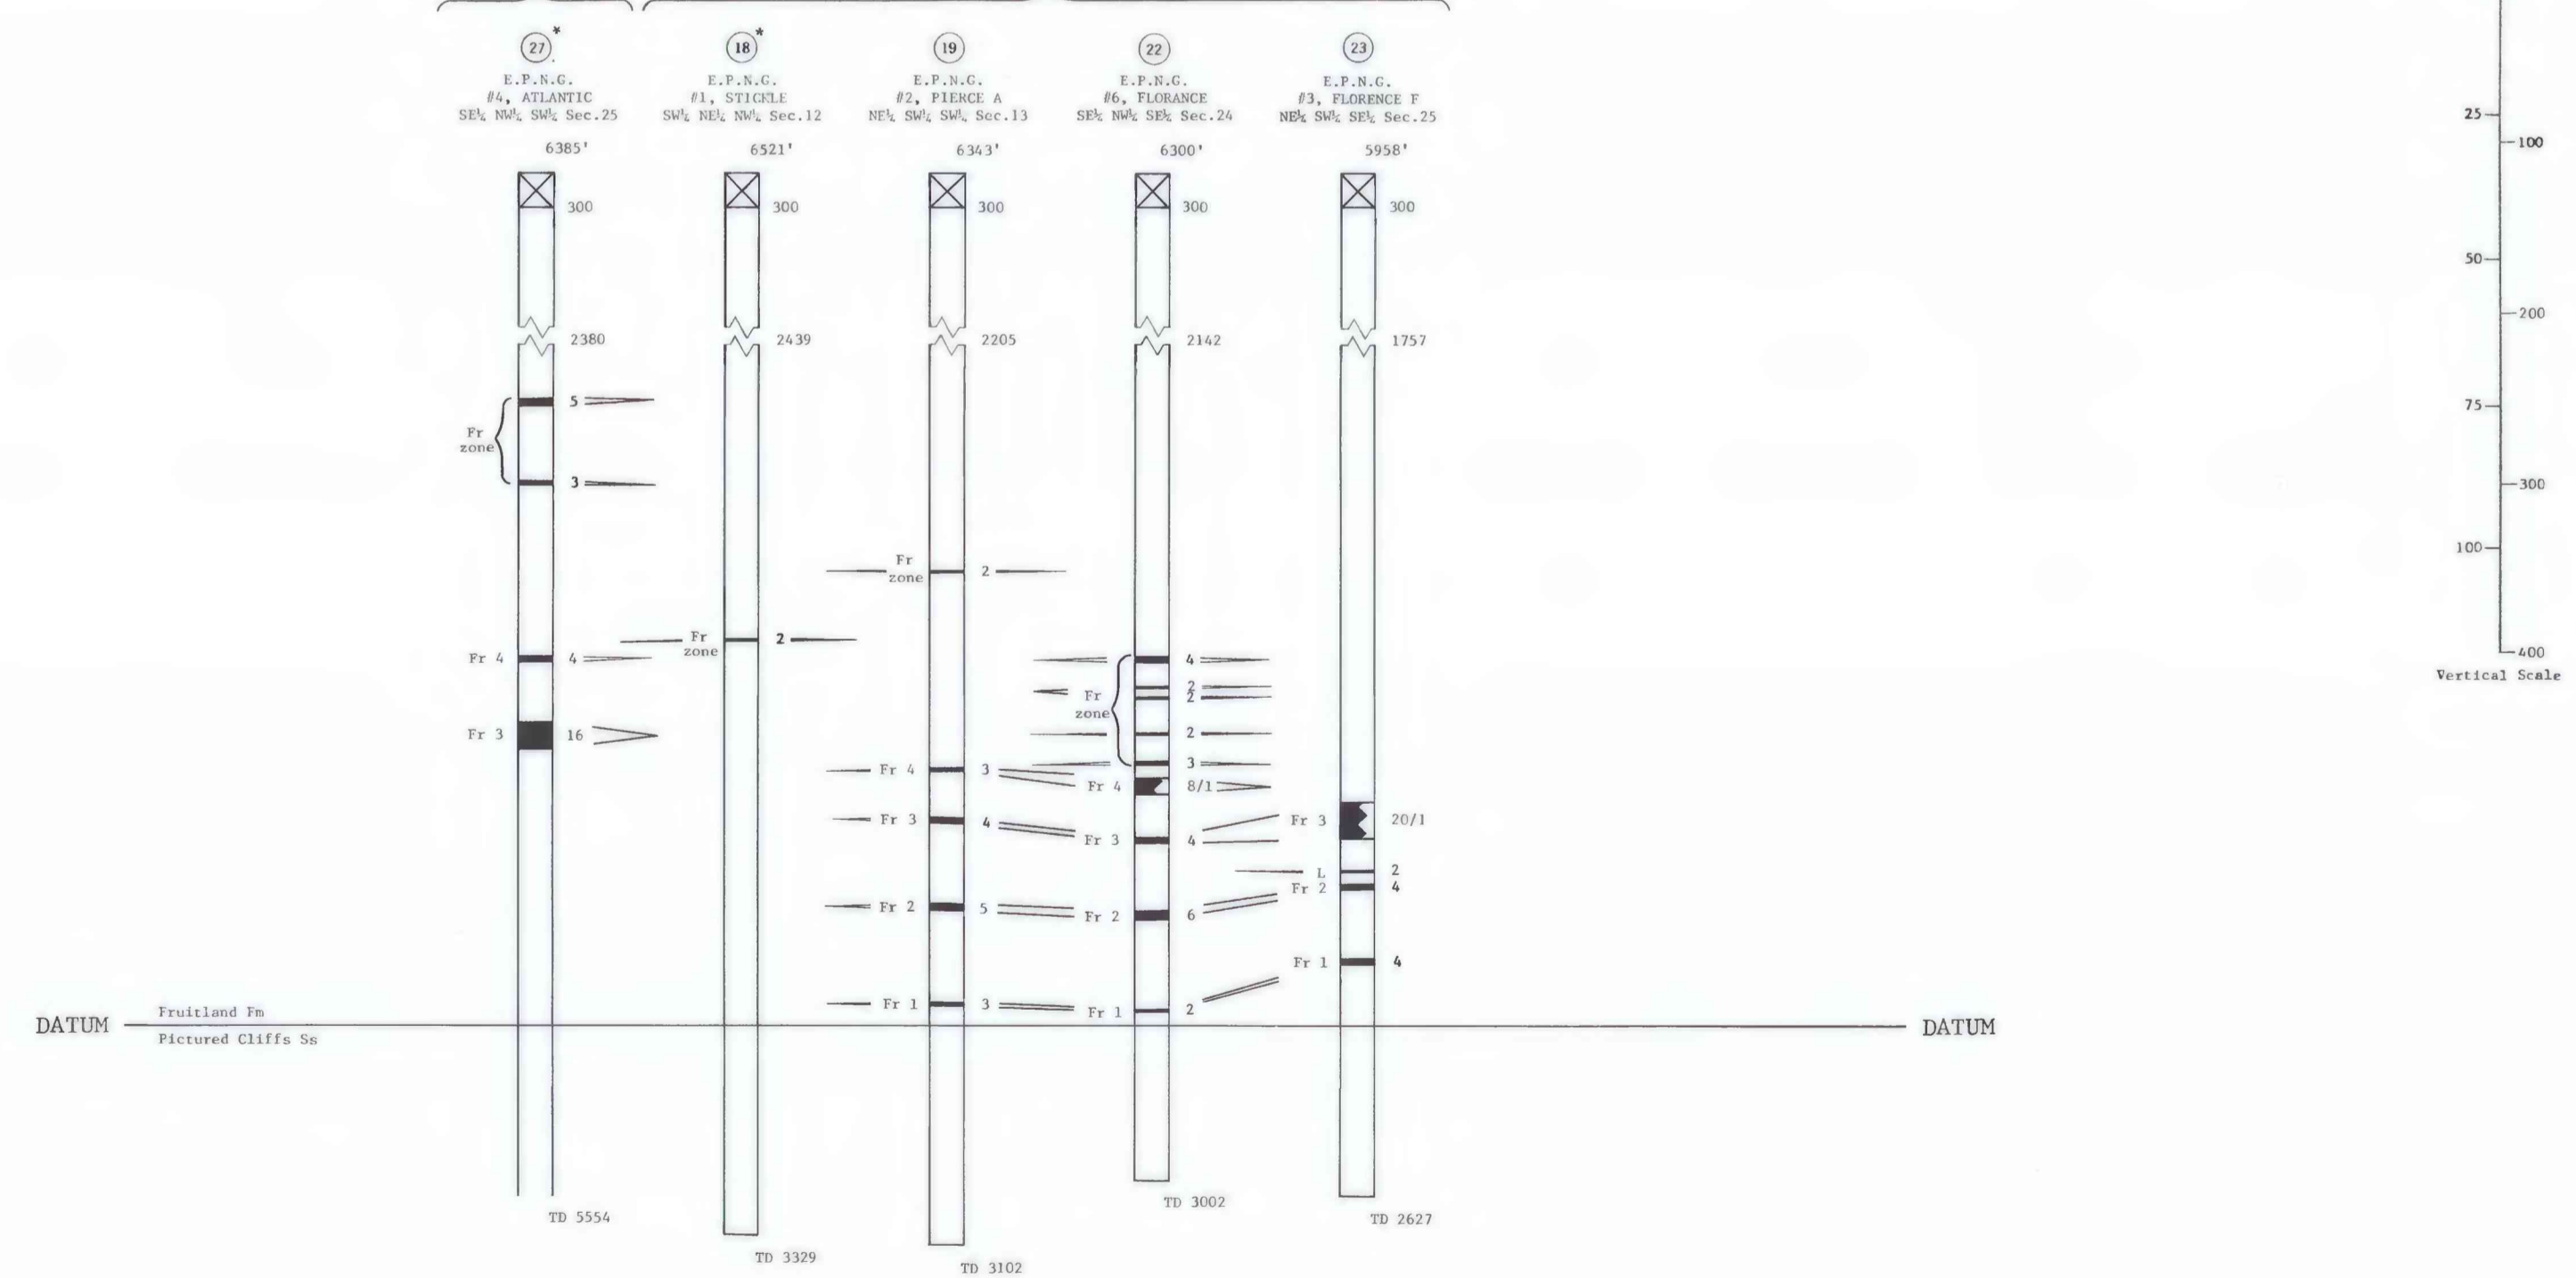 27*
E.P.N.G.
#4, ATLANTIC
SE¼ NW¼ SW¼ Sec.25
6385'
300
2380
5
Fr
zone
3
Fr 4
4
Fr 3
16
TD 5554
18*
E.P.N.G.
#1, STICKLE
SW¼ NE¼ NW¼ Sec.12
6521'
300
2439
Fr
zone
2
TD 3329
19
E.P.N.G.
#2, PIERCE A
NE¼ SW¼ SW¼ Sec.13
6343'
300
2205
Fr
zone
2
Fr 4
3
Fr 3
4
Fr 2
5
Fr 1
3
TD 3102
22
E.P.N.G.
#6, FLORANCE
SE¼ NW¼ SE¼ Sec.24
6300'
300
2142
4
2
2
Fr
zone
2
3
Fr 4
8/1
Fr 3
4
Fr 2
6
Fr 1
2
TD 3002
23
E.P.N.G.
#3, FLORENCE F
NE¼ SW¼ SE¼ Sec.25
5958'
300
1757
Fr 3
20/1
L
2
Fr 2
4
Fr 1
4
TD 2627
DATUM
Fruitland Fm
Pictured Cliffs Ss
DATUM
25
100
50
200
75
300
100
400
Vertical Scale